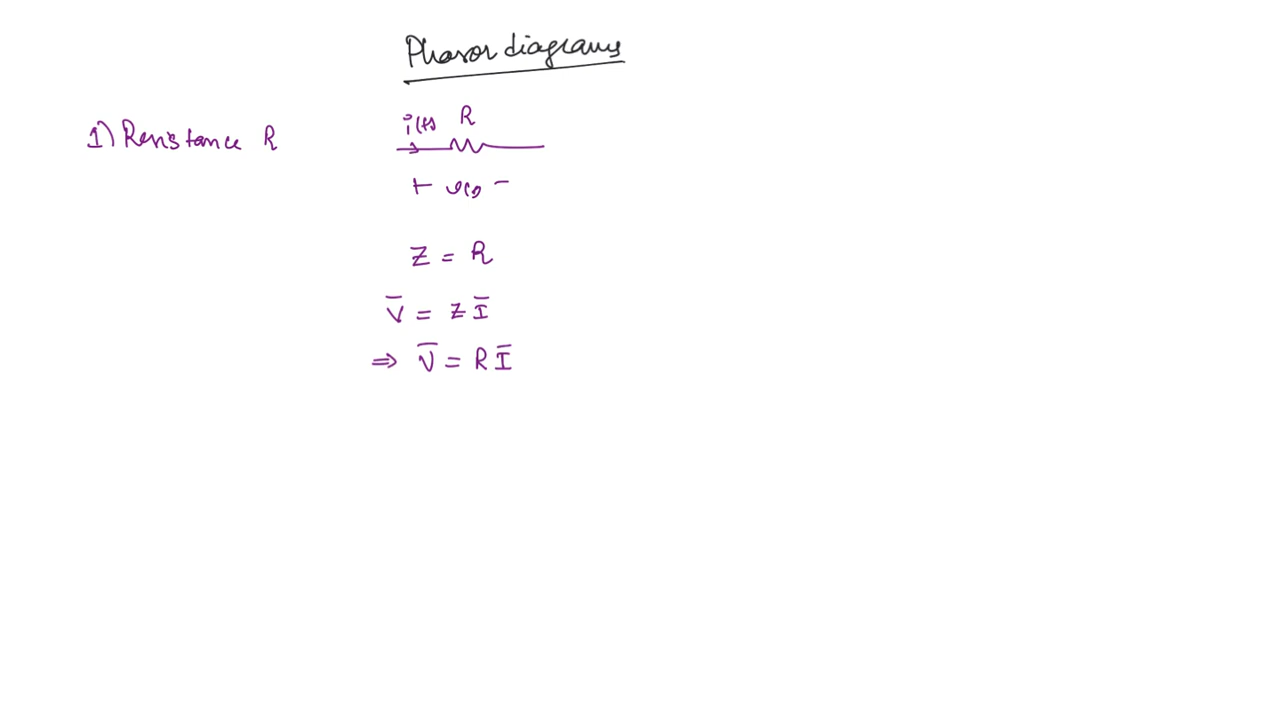 Phasor diagrams
1) Resistance R
i(t) R
+ v(t) -
Z = R
V̅ = Z I̅
⇒ V̅ = R I̅